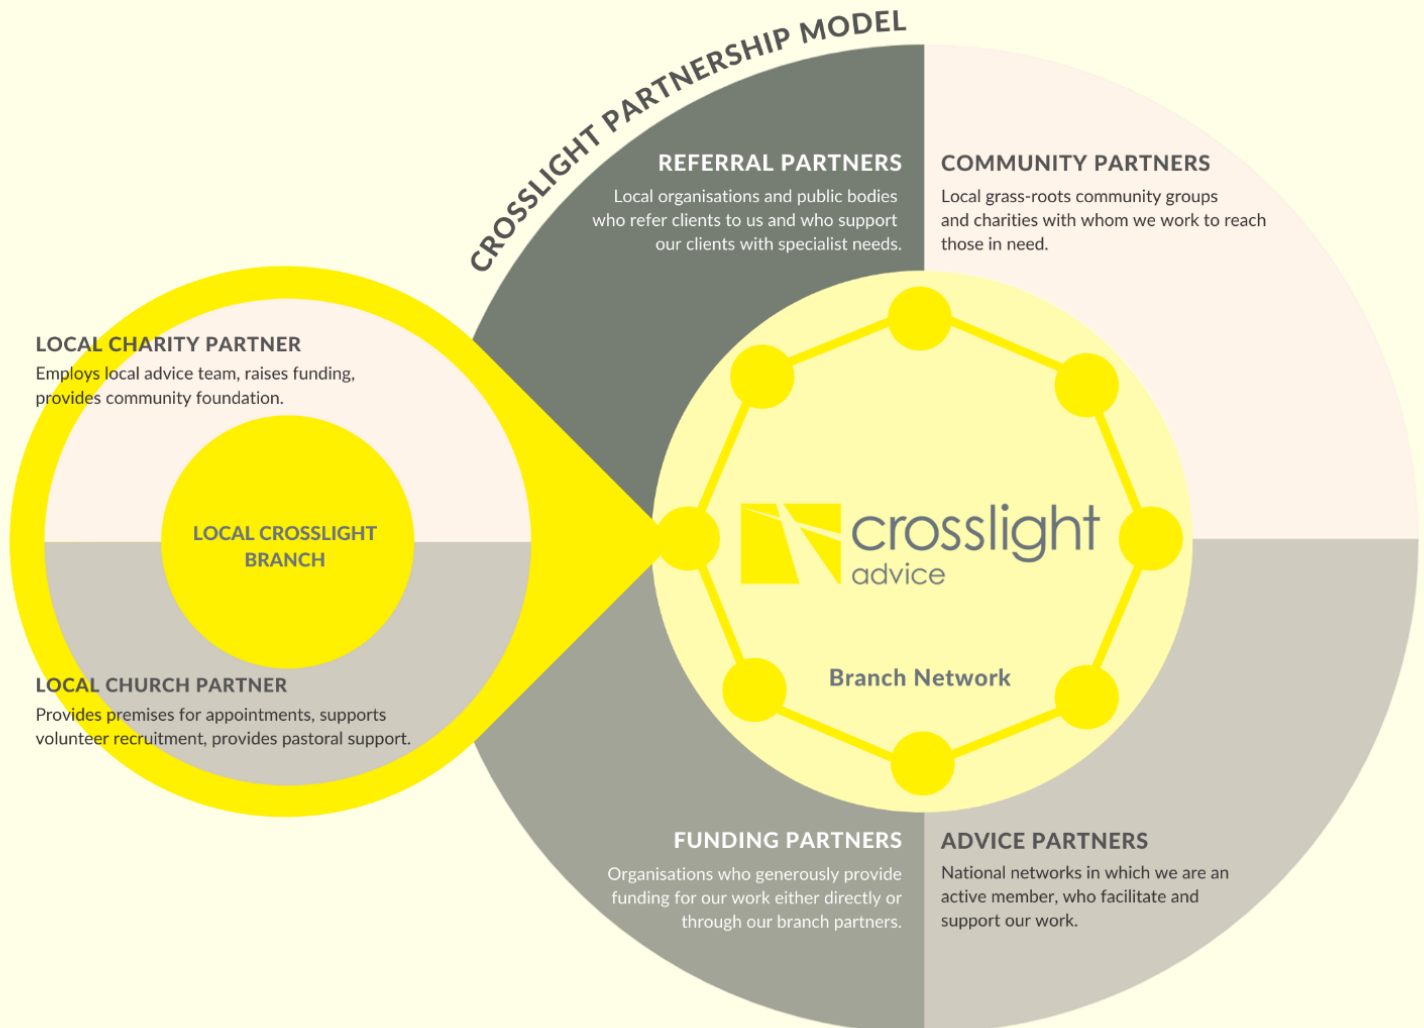 CROSSLIGHT PARTNERSHIP MODEL
REFERRAL PARTNERS
Local organisations and public bodies
who refer clients to us and who support
our clients with specialist needs.
COMMUNITY PARTNERS
Local grass-roots community groups
and charities with whom we work to reach
those in need.
LOCAL CHARITY PARTNER
Employs local advice team, raises funding,
provides community foundation.
LOCAL CROSSLIGHT
BRANCH
LOCAL CHURCH PARTNER
Provides premises for appointments, supports
volunteer recruitment, provides pastoral support.
crosslight
advice
Branch Network
FUNDING PARTNERS
Organisations who generously provide
funding for our work either directly or
through our branch partners.
ADVICE PARTNERS
National networks in which we are an
active member, who facilitate and
support our work.